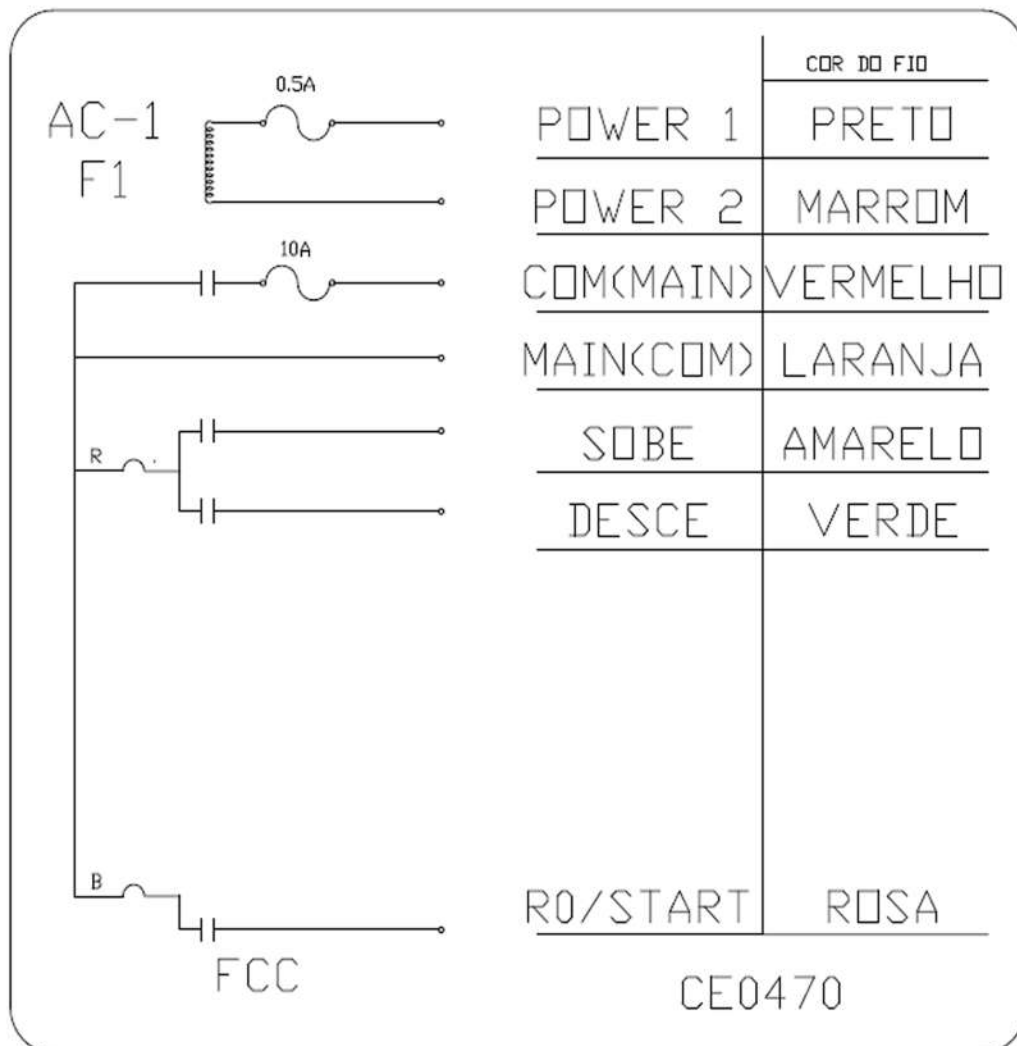 COR DO FIO
0.5A
AC-1
F1
POWER 1 PRETO
POWER 2 MARROM
10A
COM(MAIN) VERMELHO
MAIN(COM) LARANJA
R
SOBE AMARELO
DESCE VERDE
B
R0/START ROSA
FCC
CE0470